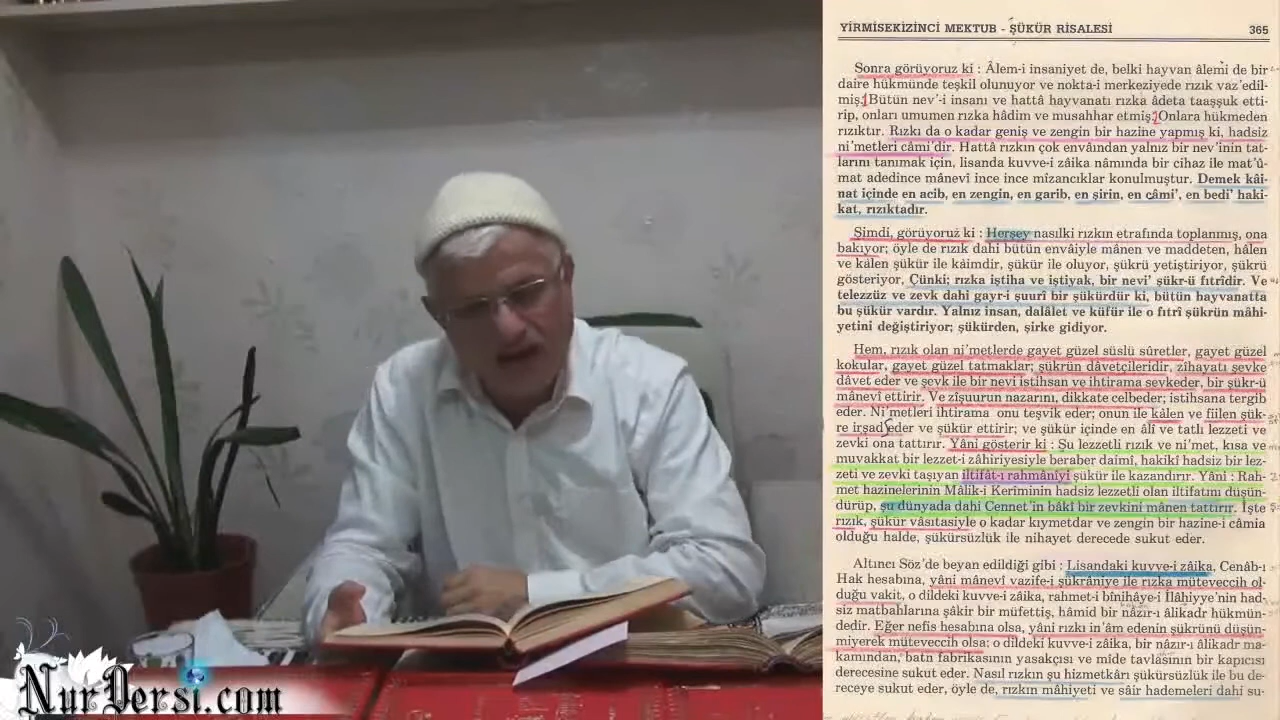 YİRMİSEKİZİNCİ MEKTUB - ŞÜKÜR RİSALESİ 365
Sonra görüyoruz ki : Âlem-i insaniyet de, belki hayvan âlemi de bir
daire hükmünde teşkil olunuyor ve nokta-i merkeziyede rızık vaz'edil-
miş. Bütün nev'-i insanı ve hattâ hayvanatı rızka âdeta taaşşuk etti-
rip, onları umumen rızka hâdim ve musahhar etmiş. Onlara hükmeden
rızıktır. Rızkı da o kadar geniş ve zengin bir hazine yapmış ki, hadsiz
ni'metleri câmi'dir. Hattâ rızkın çok envâından yalnız bir nev'inin tat-
larını tanımak için, lisanda kuvve-i zâika nâmında bir cihaz ile mat'û-
mat adedince mânevî ince ince mizancıklar konulmuştur. Demek kâi-
nat içinde en acib, en zengin, en garib, en şirin, en câmi', en bedi' haki-
kat, rızıktadır.
Şimdi, görüyoruz ki : Herşey nasılki rızkın etrafında toplanmış, ona
bakıyor; öyle de rızık dahi bütün envâiyle mânen ve maddeten, hâlen
ve kalen şükür ile kâimdir, şükür ile oluyor, şükrü yetiştiriyor, şükrü
gösteriyor, Çünki; rızka iştiha ve iştiyak, bir nevi' şükr-ü fıtrîdir. Ve
telezzüz ve zevk dahi gayr-i şuurî bir şükürdür ki, bütün hayvanatta
bu şükür vardır. Yalnız insan, dalâlet ve küfür ile o fıtrî şükrün mâhi-
yetini değiştiriyor; şükürden, şirke gidiyor.
Hem, rızık olan ni'metlerde gayet güzel süslü sûretler, gayet güzel
kokular, gayet güzel tatmaklar; şükrün dâvetçileridir, zîhayatı şevke
dâvet eder ve şevk ile bir nevi istihsan ve ihtirama sevkeder, bir şükr-ü
mânevî ettirir. Ve zîşuurun nazarını, dikkate celbeder; istihsana tergib
eder. Ni'metleri ihtirama onu teşvik eder; onun ile kalen ve fiilen şük-
re irşad eder ve şükür ettirir; ve şükür içinde en âlî ve tatlı lezzeti ve
zevki ona tattırır. Yâni gösterir ki : Şu lezzetli rızık ve ni'met, kısa ve
muvakkat bir lezzet-i zâhiriyesiyle beraber daimî, hakikî hadsiz bir lez-
zeti ve zevki taşıyan iltifât-ı rahmânîyi şükür ile kazandırır. Yâni : Rah-
met hazinelerinin Mâlik-i Kerîminin hadsiz lezzetli olan iltifatını düşün-
dürüp, şu dünyada dahi Cennet'in bâki bir zevkini mânen tattırır. İşte
rızık, şükür vâsıtasiyle o kadar kıymetdar ve zengin bir hazine-i câmia
olduğu halde, şükürsüzlük ile nihayet derecede sukut eder.
Altıncı Söz'de beyan edildiği gibi : Lisandaki kuvve-i zâika, Cenâb-ı
Hak hesabına, yâni mânevî vazife-i şükrâniye ile rızka müteveccih ol-
duğu vakit, o dildeki kuvve-i zâika, rahmet-i bînihâye-i İlâhiyye'nin had-
siz matbahlarına şâkir bir müfettiş, hâmid bir nâzır-ı âlikadr hükmün-
dedir. Eğer nefis hesabına olsa, yâni rızkı in'âm edenin şükrünü düşün-
miyerek müteveccih olsa; o dildeki kuvve-i zâika, bir nâzır-ı âlikadr ma-
kamından, batn fabrikasının yasakçısı ve mîde tavlasının bir kapıcısı
derecesine sukut eder. Nasıl rızkın şu hizmetkârı şükürsüzlük ile bu de-
receye sukut eder, öyle de, rızkın mâhiyeti ve sâir hademeleri dahi su-
NurDersi.com